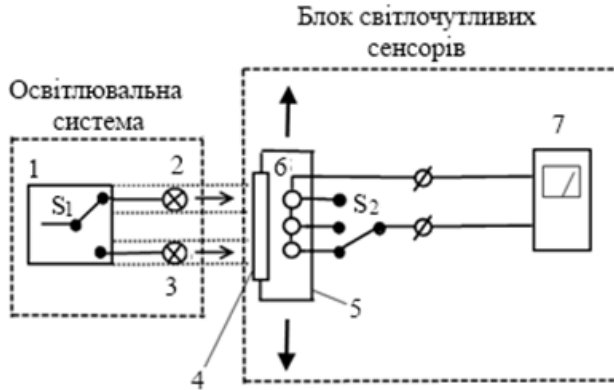 Блок світлочутливих
сенсорів
Освітлювальна
система
1
2
S1
3
4
5
6
S2
7